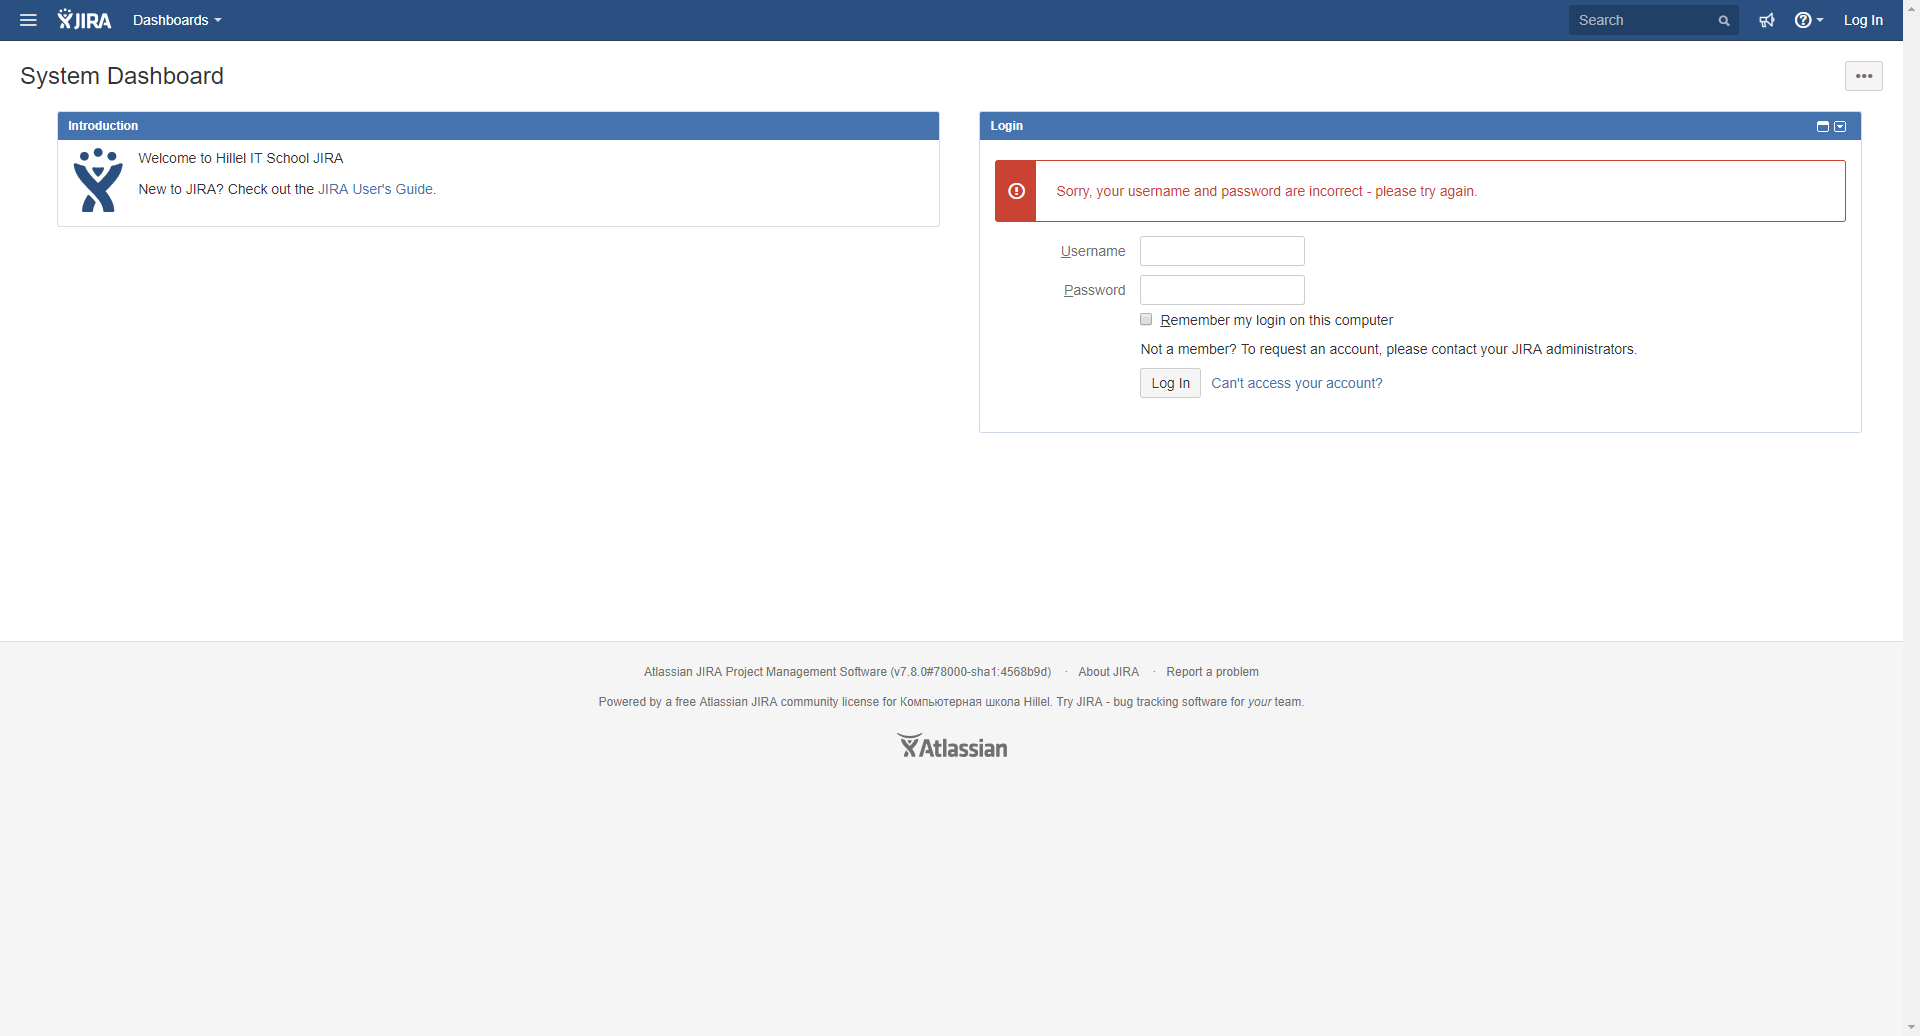 JIRA Dashboards Search Log In
System Dashboard
Introduction
Welcome to Hillel IT School JIRA
New to JIRA? Check out the JIRA User's Guide.
Login
Sorry, your username and password are incorrect - please try again.
Username
Password
Remember my login on this computer
Not a member? To request an account, please contact your JIRA administrators.
Log In Can't access your account?
Atlassian JIRA Project Management Software (v7.8.0#78000-sha1:4568b9d) · About JIRA · Report a problem
Powered by a free Atlassian JIRA community license for Компьютерная школа Hillel. Try JIRA - bug tracking software for your team.
Atlassian